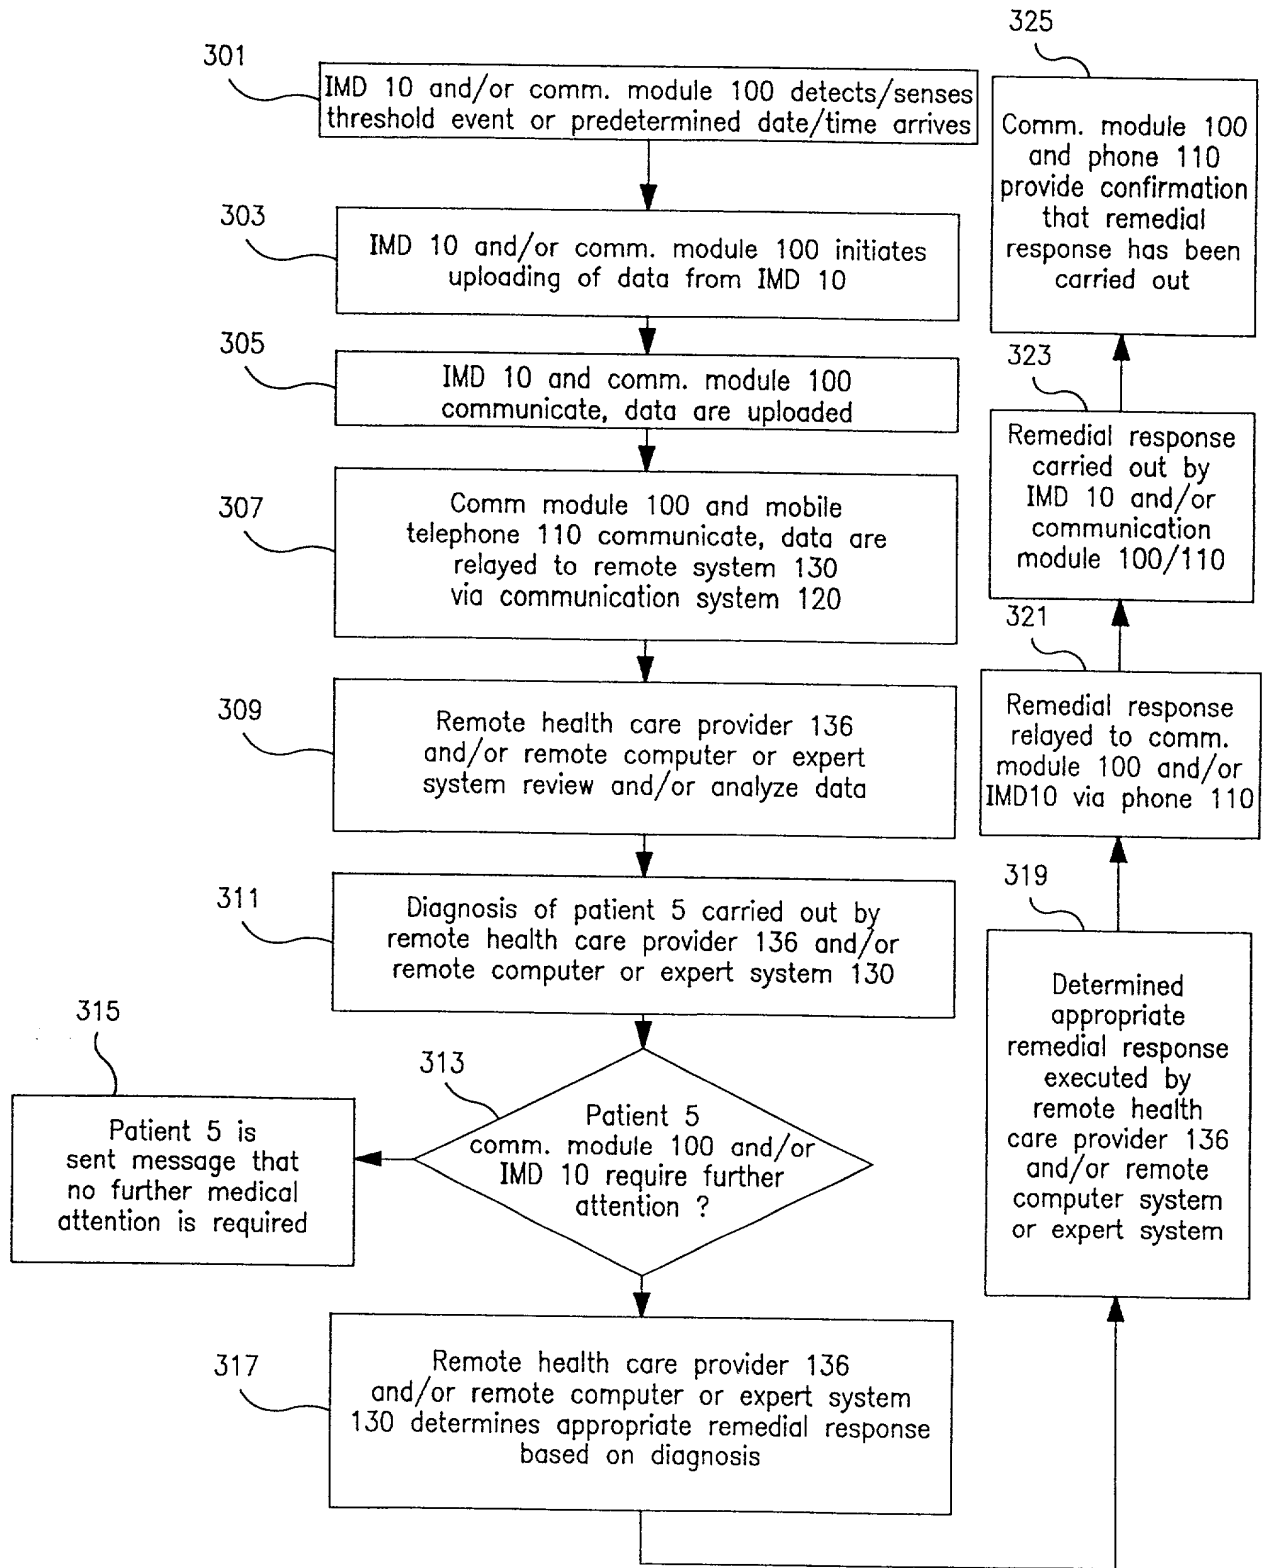 301
IMD 10 and/or comm. module 100 detects/senses
threshold event or predetermined date/time arrives
303
IMD 10 and/or comm. module 100 initiates
uploading of data from IMD 10
305
IMD 10 and comm. module 100
communicate, data are uploaded
307
Comm module 100 and mobile
telephone 110 communicate, data are
relayed to remote system 130
via communication system 120
309
Remote health care provider 136
and/or remote computer or expert
system review and/or analyze data
311
Diagnosis of patient 5 carried out by
remote health care provider 136 and/or
remote computer or expert system 130
313
Patient 5
comm. module 100 and/or
IMD 10 require further
attention ?
315
Patient 5 is
sent message that
no further medical
attention is required
317
Remote health care provider 136
and/or remote computer or expert system
130 determines appropriate remedial response
based on diagnosis
319
Determined
appropriate
remedial response
executed by
remote health
care provider 136
and/or remote
computer system
or expert system
321
Remedial response
relayed to comm.
module 100 and/or
IMD10 via phone 110
323
Remedial response
carried out by
IMD 10 and/or
communication
module 100/110
325
Comm. module 100
and phone 110
provide confirmation
that remedial
response has been
carried out